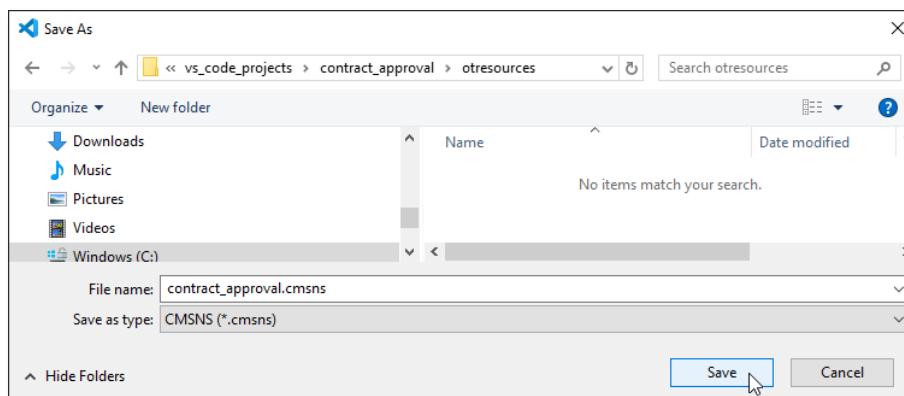 Save As
« vs_code_projects › contract_approval › otresources
Search otresources
Organize
New folder
Downloads
Music
Pictures
Videos
Windows (C:)
Name
Date modified
No items match your search.
File name: contract_approval.cmsns
Save as type: CMSNS (*.cmsns)
Hide Folders
Save
Cancel